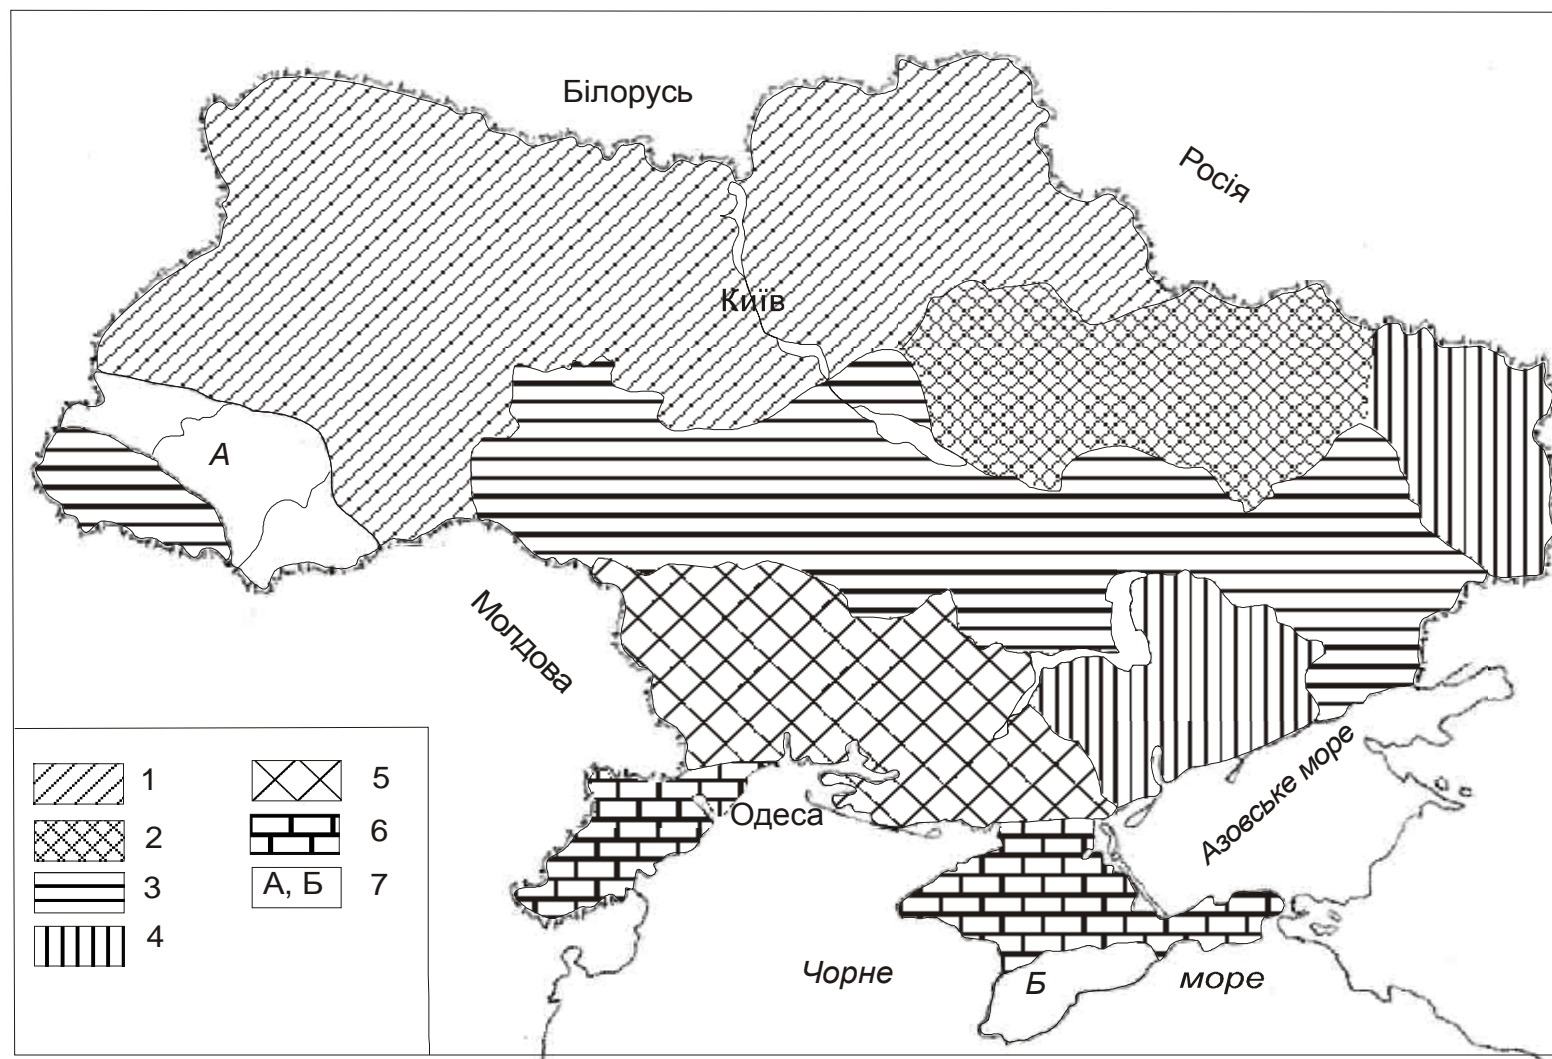 Білорусь
Росія
Київ
А
Молдова
Азовське море
Одеса
Чорне
море
Б
1
2
3
4
5
6
А, Б 7